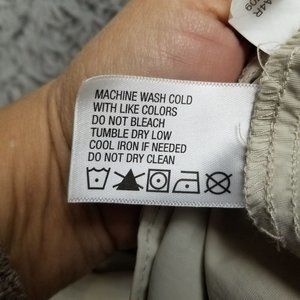 44R
MACHINE WASH COLD
WITH LIKE COLORS
DO NOT BLEACH
TUMBLE DRY LOW
COOL IRON IF NEEDED
DO NOT DRY CLEAN